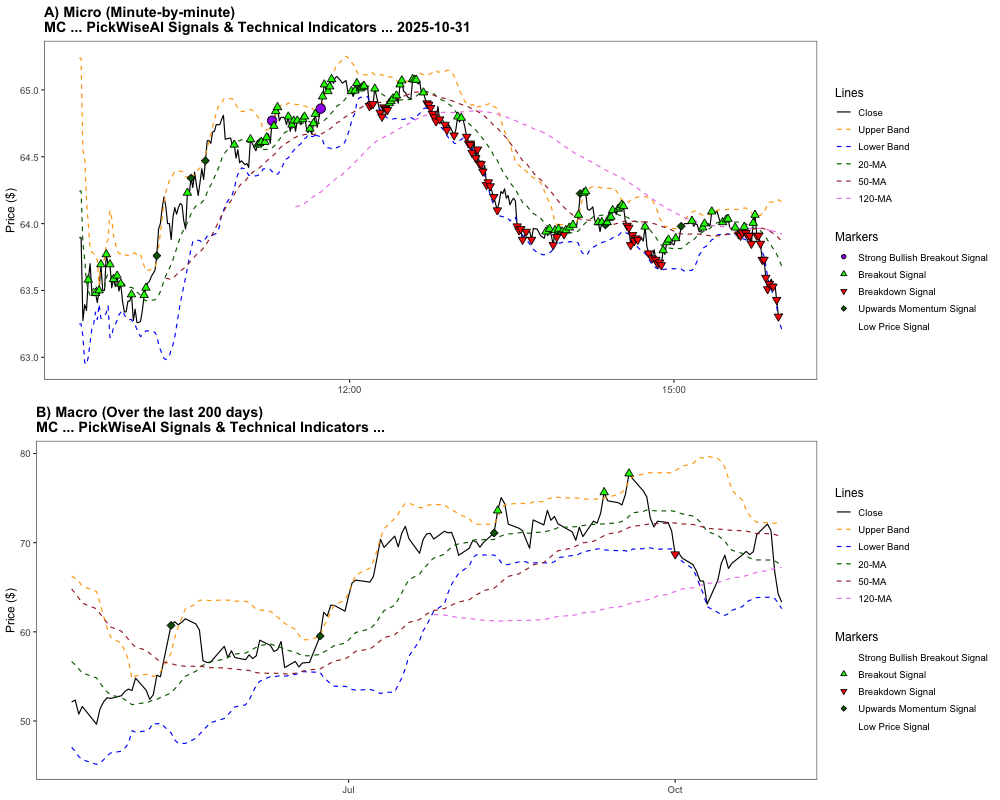 A) Micro (Minute-by-minute)
MC ... PickWiseAI Signals & Technical Indicators ... 2025-10-31
Price ($)
65.0
64.5
64.0
63.5
63.0
12:00
15:00
Lines
Close
Upper Band
Lower Band
20-MA
50-MA
120-MA
Markers
Strong Bullish Breakout Signal
Breakout Signal
Breakdown Signal
Upwards Momentum Signal
Low Price Signal
B) Macro (Over the last 200 days)
MC ... PickWiseAI Signals & Technical Indicators ...
Price ($)
80
70
60
50
Jul
Oct
Lines
Close
Upper Band
Lower Band
20-MA
50-MA
120-MA
Markers
Strong Bullish Breakout Signal
Breakout Signal
Breakdown Signal
Upwards Momentum Signal
Low Price Signal